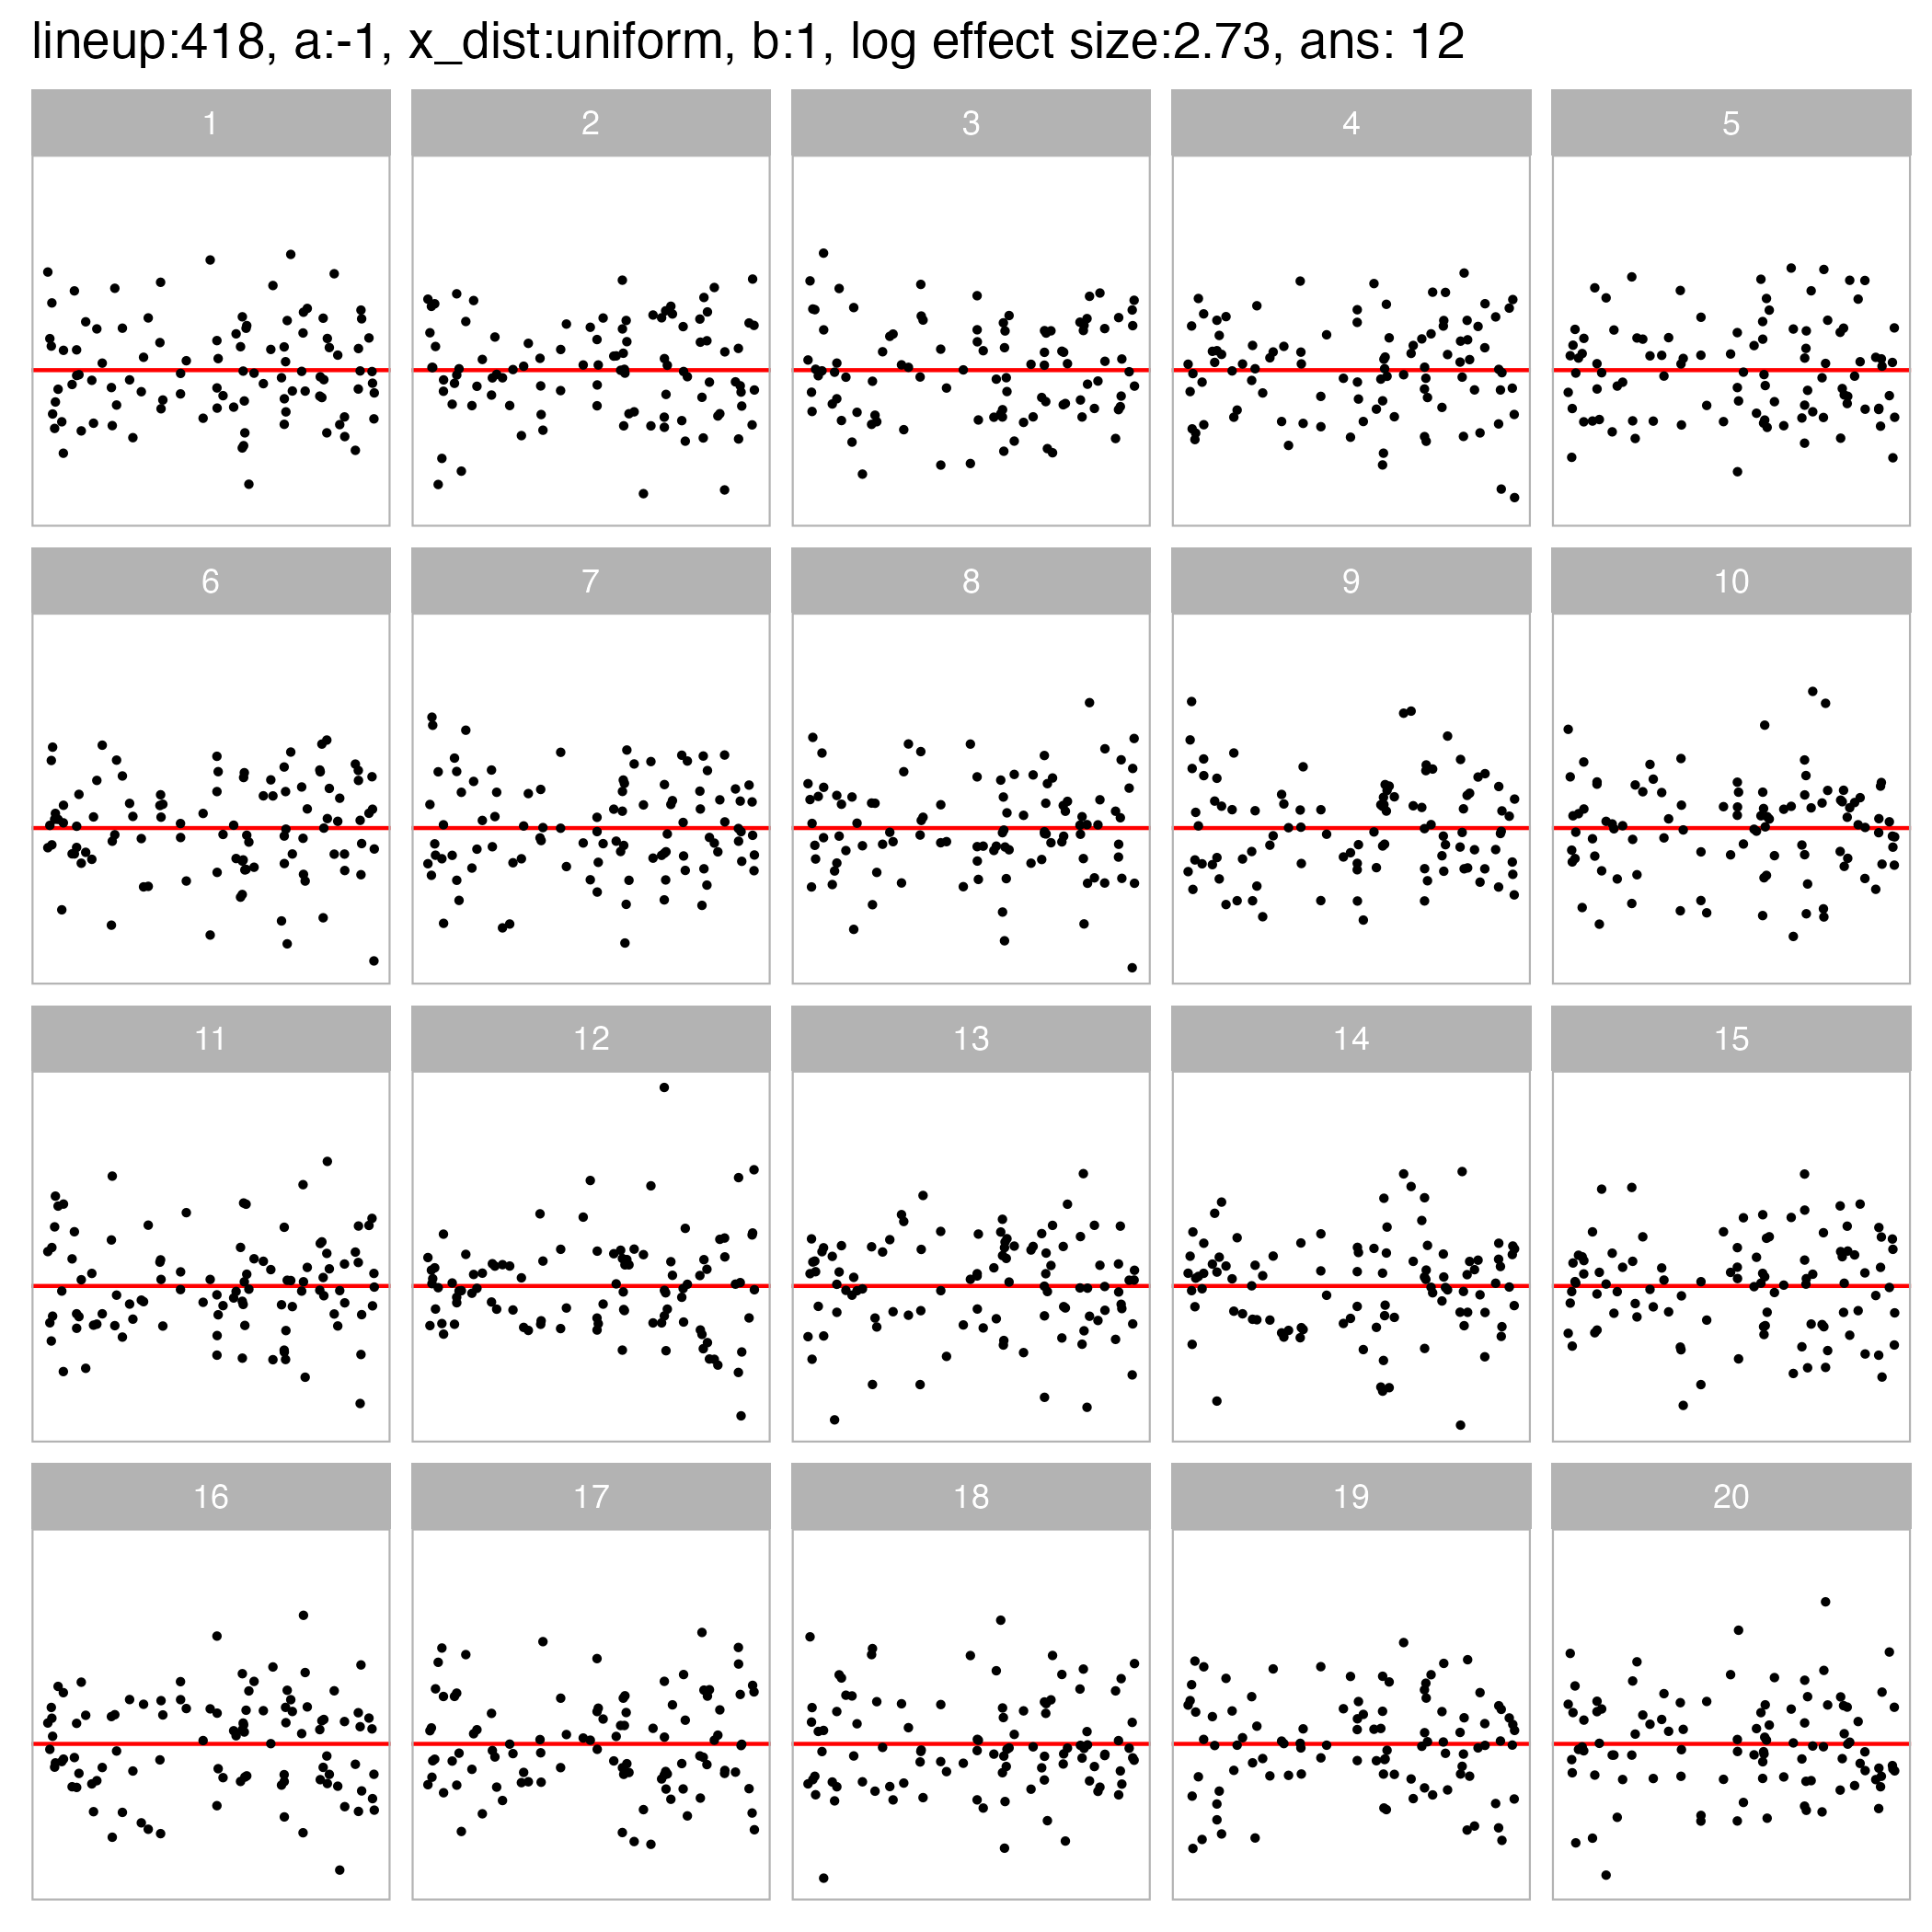 lineup:418, a:-1, x_dist:uniform, b:1, log effect size:2.73, ans: 12
1 2 3 4 5
6 7 8 9 10
11 12 13 14 15
16 17 18 19 20